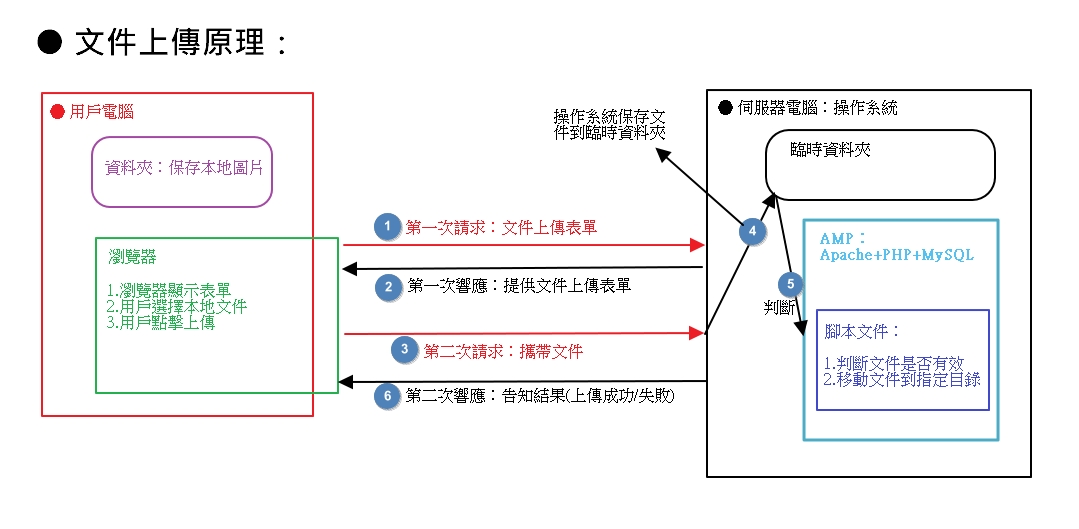 ● 文件上傳原理：
● 用戶電腦
資料夾：保存本地圖片
瀏覽器
1.瀏覽器顯示表單
2.用戶選擇本地文件
3.用戶點擊上傳
1 第一次請求：文件上傳表單
2 第一次響應：提供文件上傳表單
3 第二次請求：攜帶文件
6 第二次響應：告知結果(上傳成功/失敗)
操作系統保存文
件到臨時資料夾
4
● 伺服器電腦：操作系統
臨時資料夾
5
判斷
AMP：
Apache+PHP+MySQL
腳本文件：
1.判斷文件是否有效
2.移動文件到指定目錄